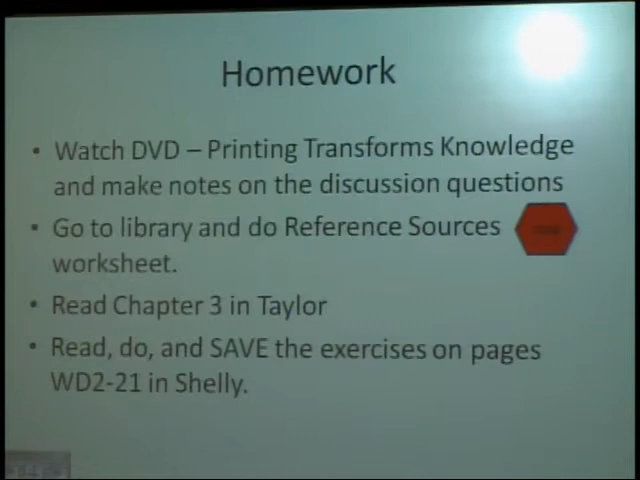 Homework
• Watch DVD – Printing Transforms Knowledge
and make notes on the discussion questions
• Go to library and do Reference Sources
worksheet.
• Read Chapter 3 in Taylor
• Read, do, and SAVE the exercises on pages
WD2-21 in Shelly.